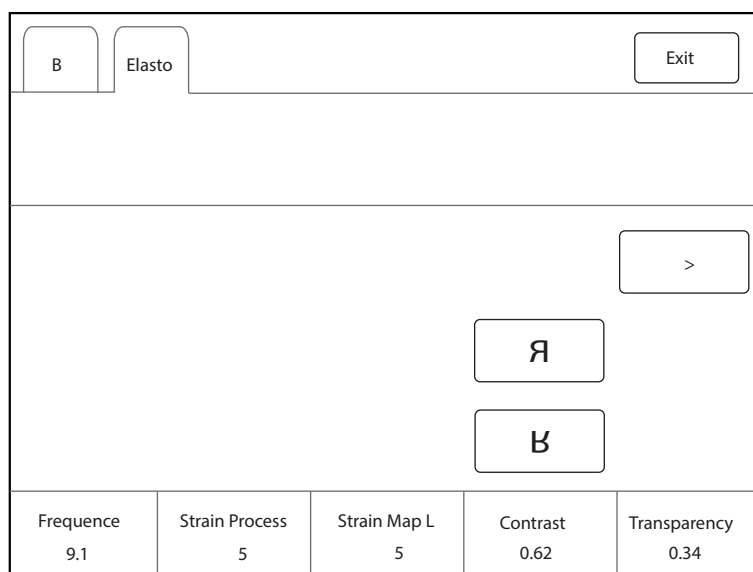 B Elasto Exit
>
Я
ʁ
Frequence Strain Process Strain Map L Contrast Transparency
9.1 5 5 0.62 0.34